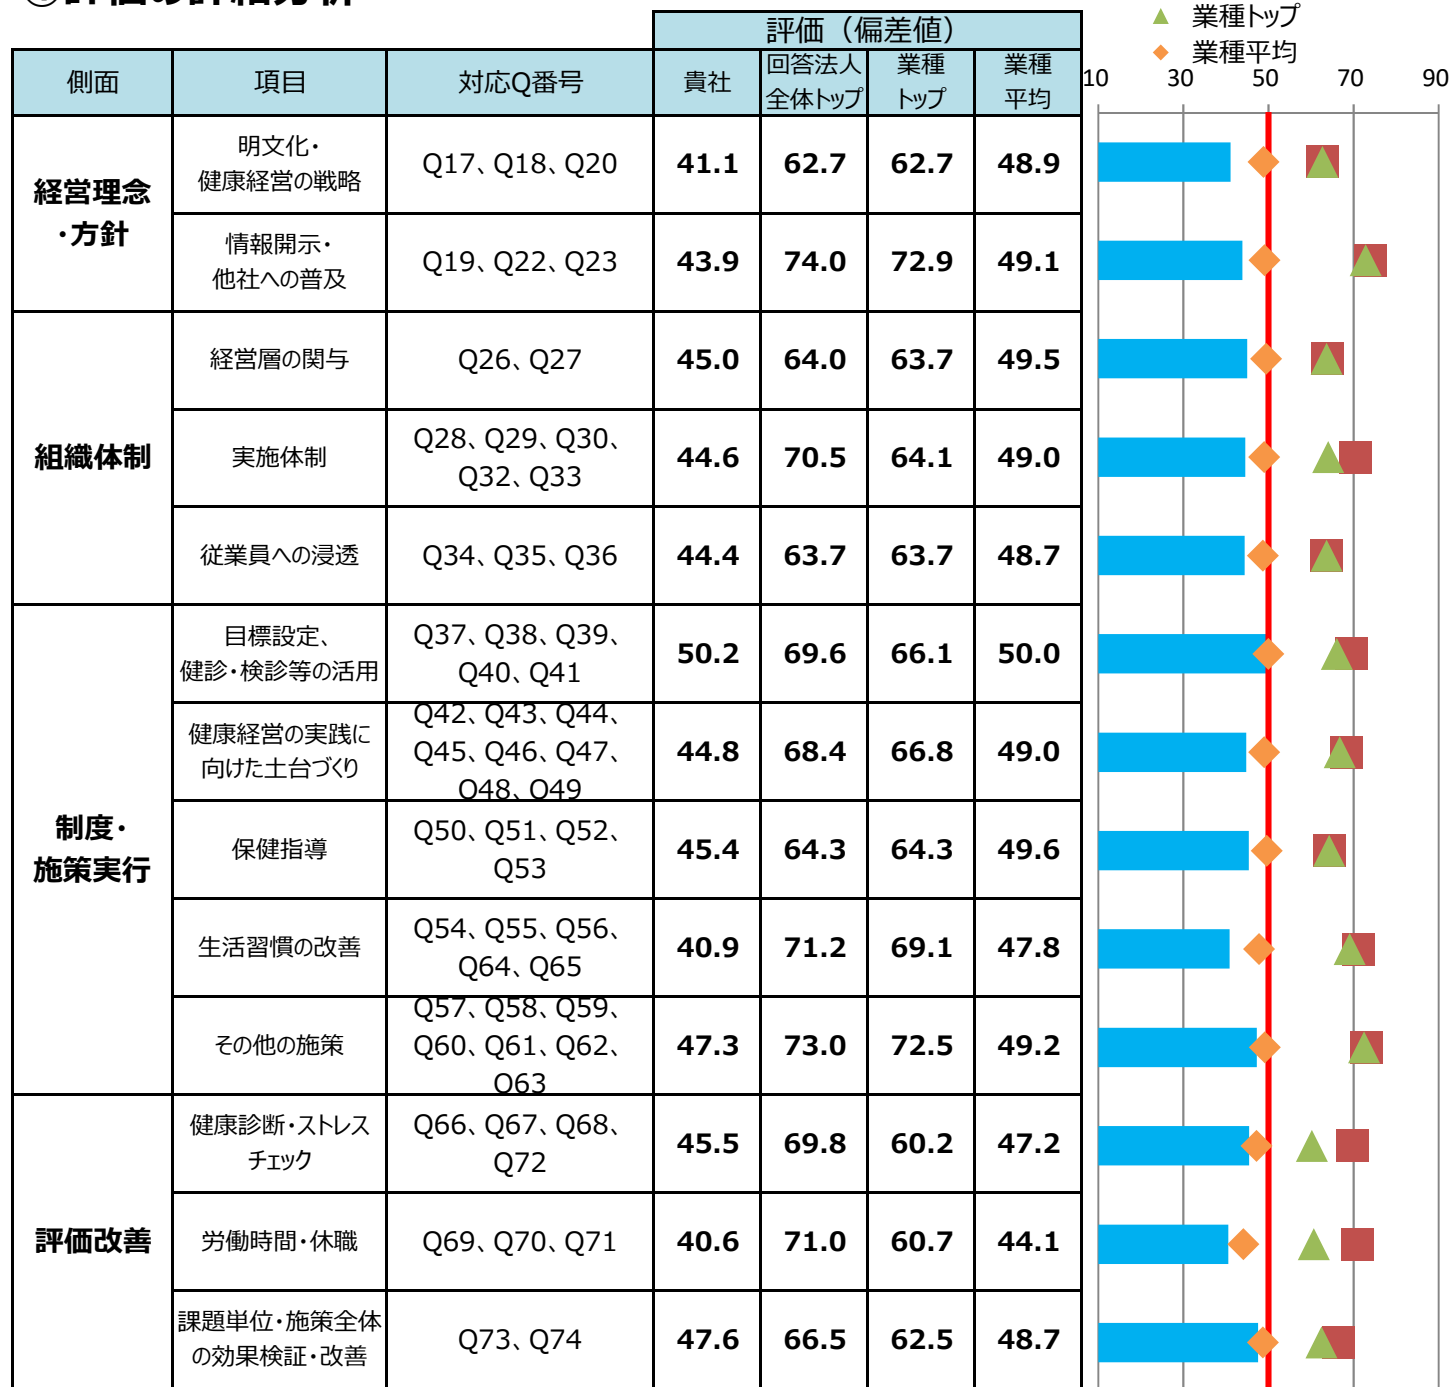 評価（偏差値）
側面 項目 対応Q番号 貴社 回答法人全体トップ 業種トップ 業種平均
▲ 業種トップ
◆ 業種平均
10 30 50 70 90
経営理念
・方針
明文化・
健康経営の戦略
Q17、Q18、Q20 41.1 62.7 62.7 48.9
情報開示・
他社への普及
Q19、Q22、Q23 43.9 74.0 72.9 49.1
組織体制
経営層の関与 Q26、Q27 45.0 64.0 63.7 49.5
実施体制
Q28、Q29、Q30、
Q32、Q33
44.6 70.5 64.1 49.0
従業員への浸透 Q34、Q35、Q36 44.4 63.7 63.7 48.7
制度・
施策実行
目標設定、
健診・検診等の活用
Q37、Q38、Q39、
Q40、Q41
50.2 69.6 66.1 50.0
健康経営の実践に
向けた土台づくり
Q42、Q43、Q44、
Q45、Q46、Q47、
Q48、Q49
44.8 68.4 66.8 49.0
保健指導
Q50、Q51、Q52、
Q53
45.4 64.3 64.3 49.6
生活習慣の改善
Q54、Q55、Q56、
Q64、Q65
40.9 71.2 69.1 47.8
その他の施策
Q57、Q58、Q59、
Q60、Q61、Q62、
Q63
47.3 73.0 72.5 49.2
評価改善
健康診断・ストレス
チェック
Q66、Q67、Q68、
Q72
45.5 69.8 60.2 47.2
労働時間・休職 Q69、Q70、Q71 40.6 71.0 60.7 44.1
課題単位・施策全体
の効果検証・改善
Q73、Q74 47.6 66.5 62.5 48.7